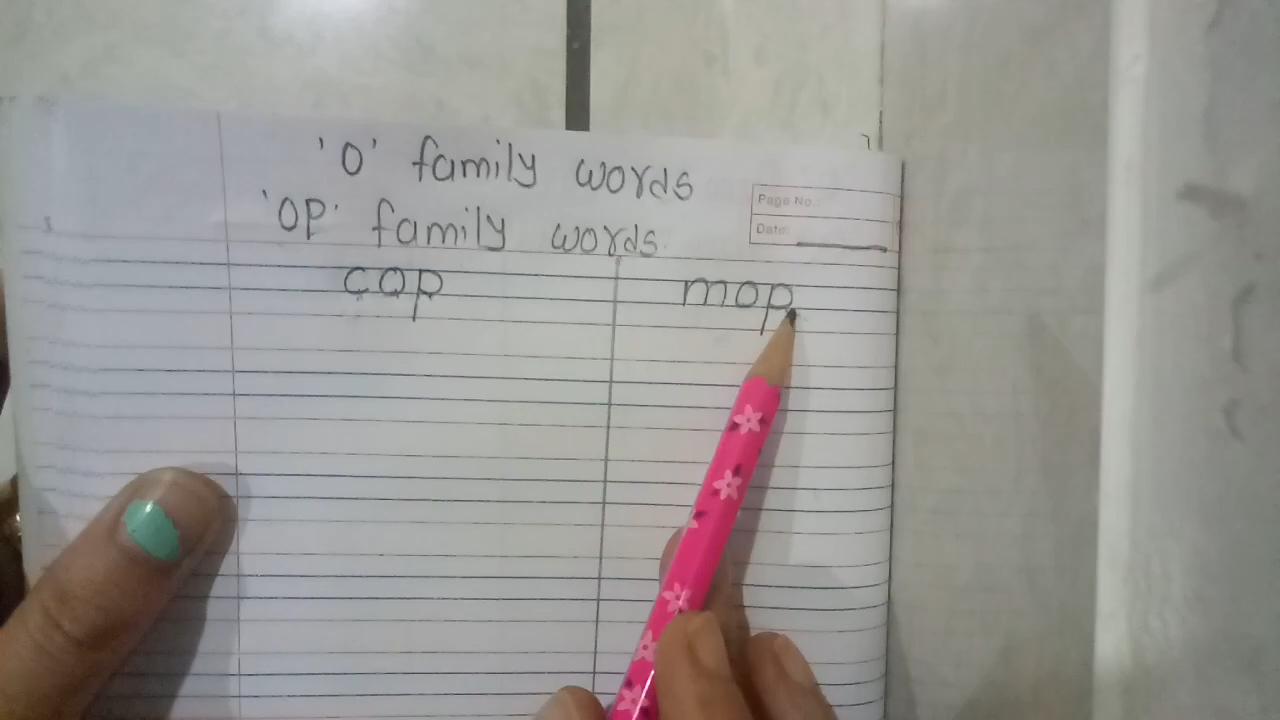 'O' family words
'OP' family words.
Page No.:
Date:
cop mop